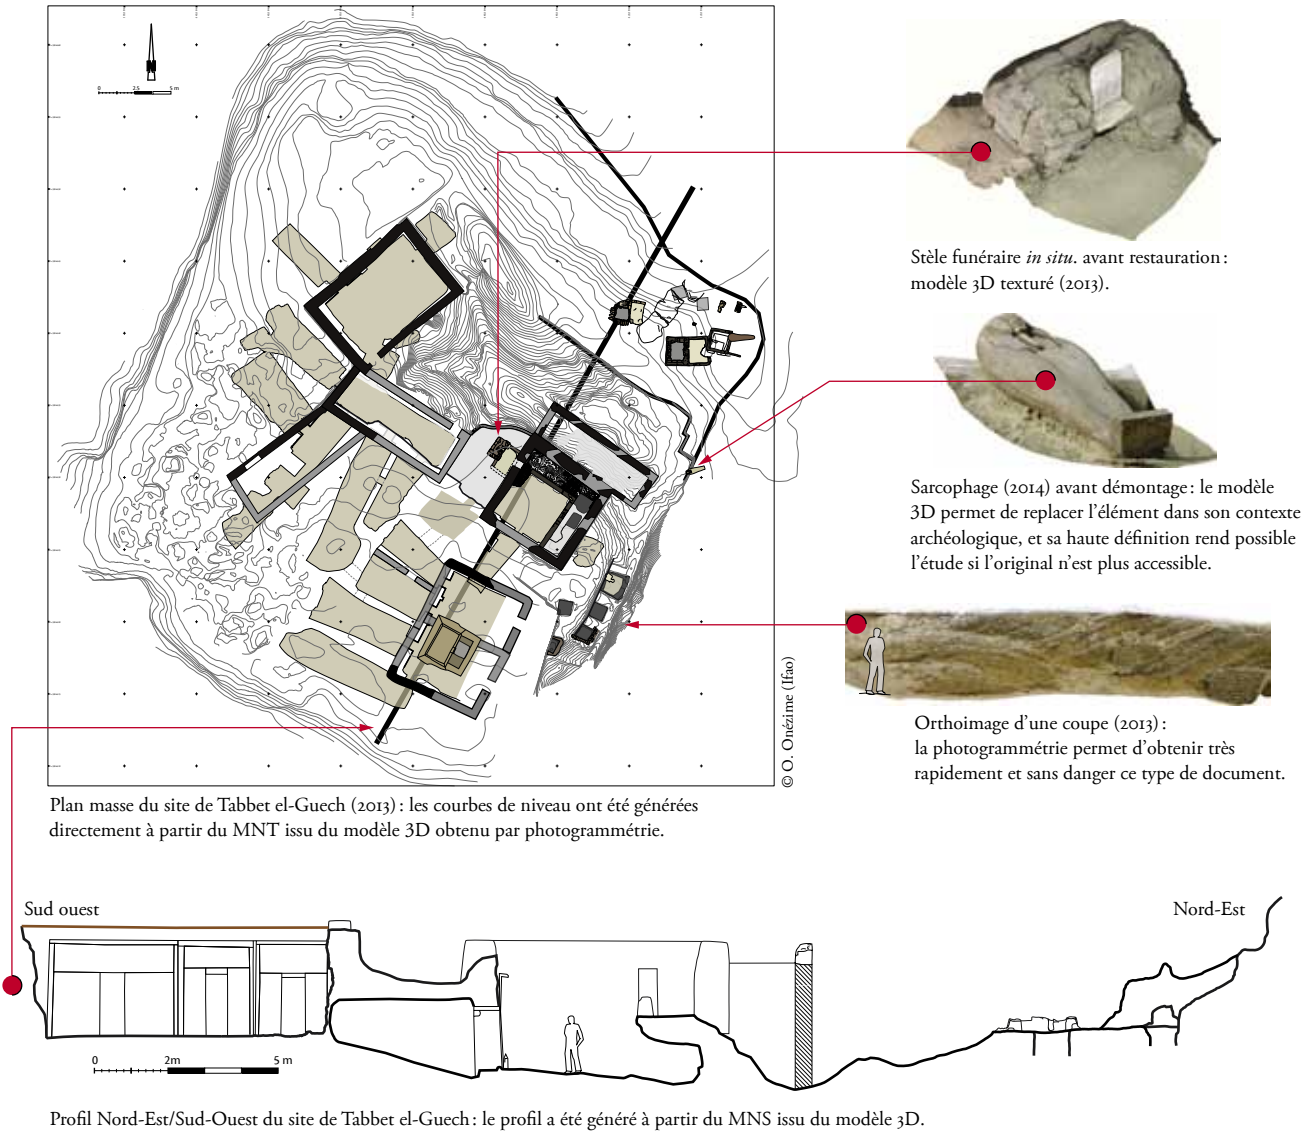 0 2.5 5 m
Stèle funéraire in situ. avant restauration :
modèle 3D texturé (2013).
Sarcophage (2014) avant démontage : le modèle
3D permet de replacer l'élément dans son contexte
archéologique, et sa haute définition rend possible
l'étude si l'original n'est plus accessible.
Orthoimage d'une coupe (2013) :
la photogrammétrie permet d'obtenir très
rapidement et sans danger ce type de document.
© O. Onézime (Ifao)
Plan masse du site de Tabbet el-Guech (2013) : les courbes de niveau ont été générées
directement à partir du MNT issu du modèle 3D obtenu par photogrammétrie.
Sud ouest
Nord-Est
0 2m 5 m
Profil Nord-Est/Sud-Ouest du site de Tabbet el-Guech : le profil a été généré à partir du MNS issu du modèle 3D.